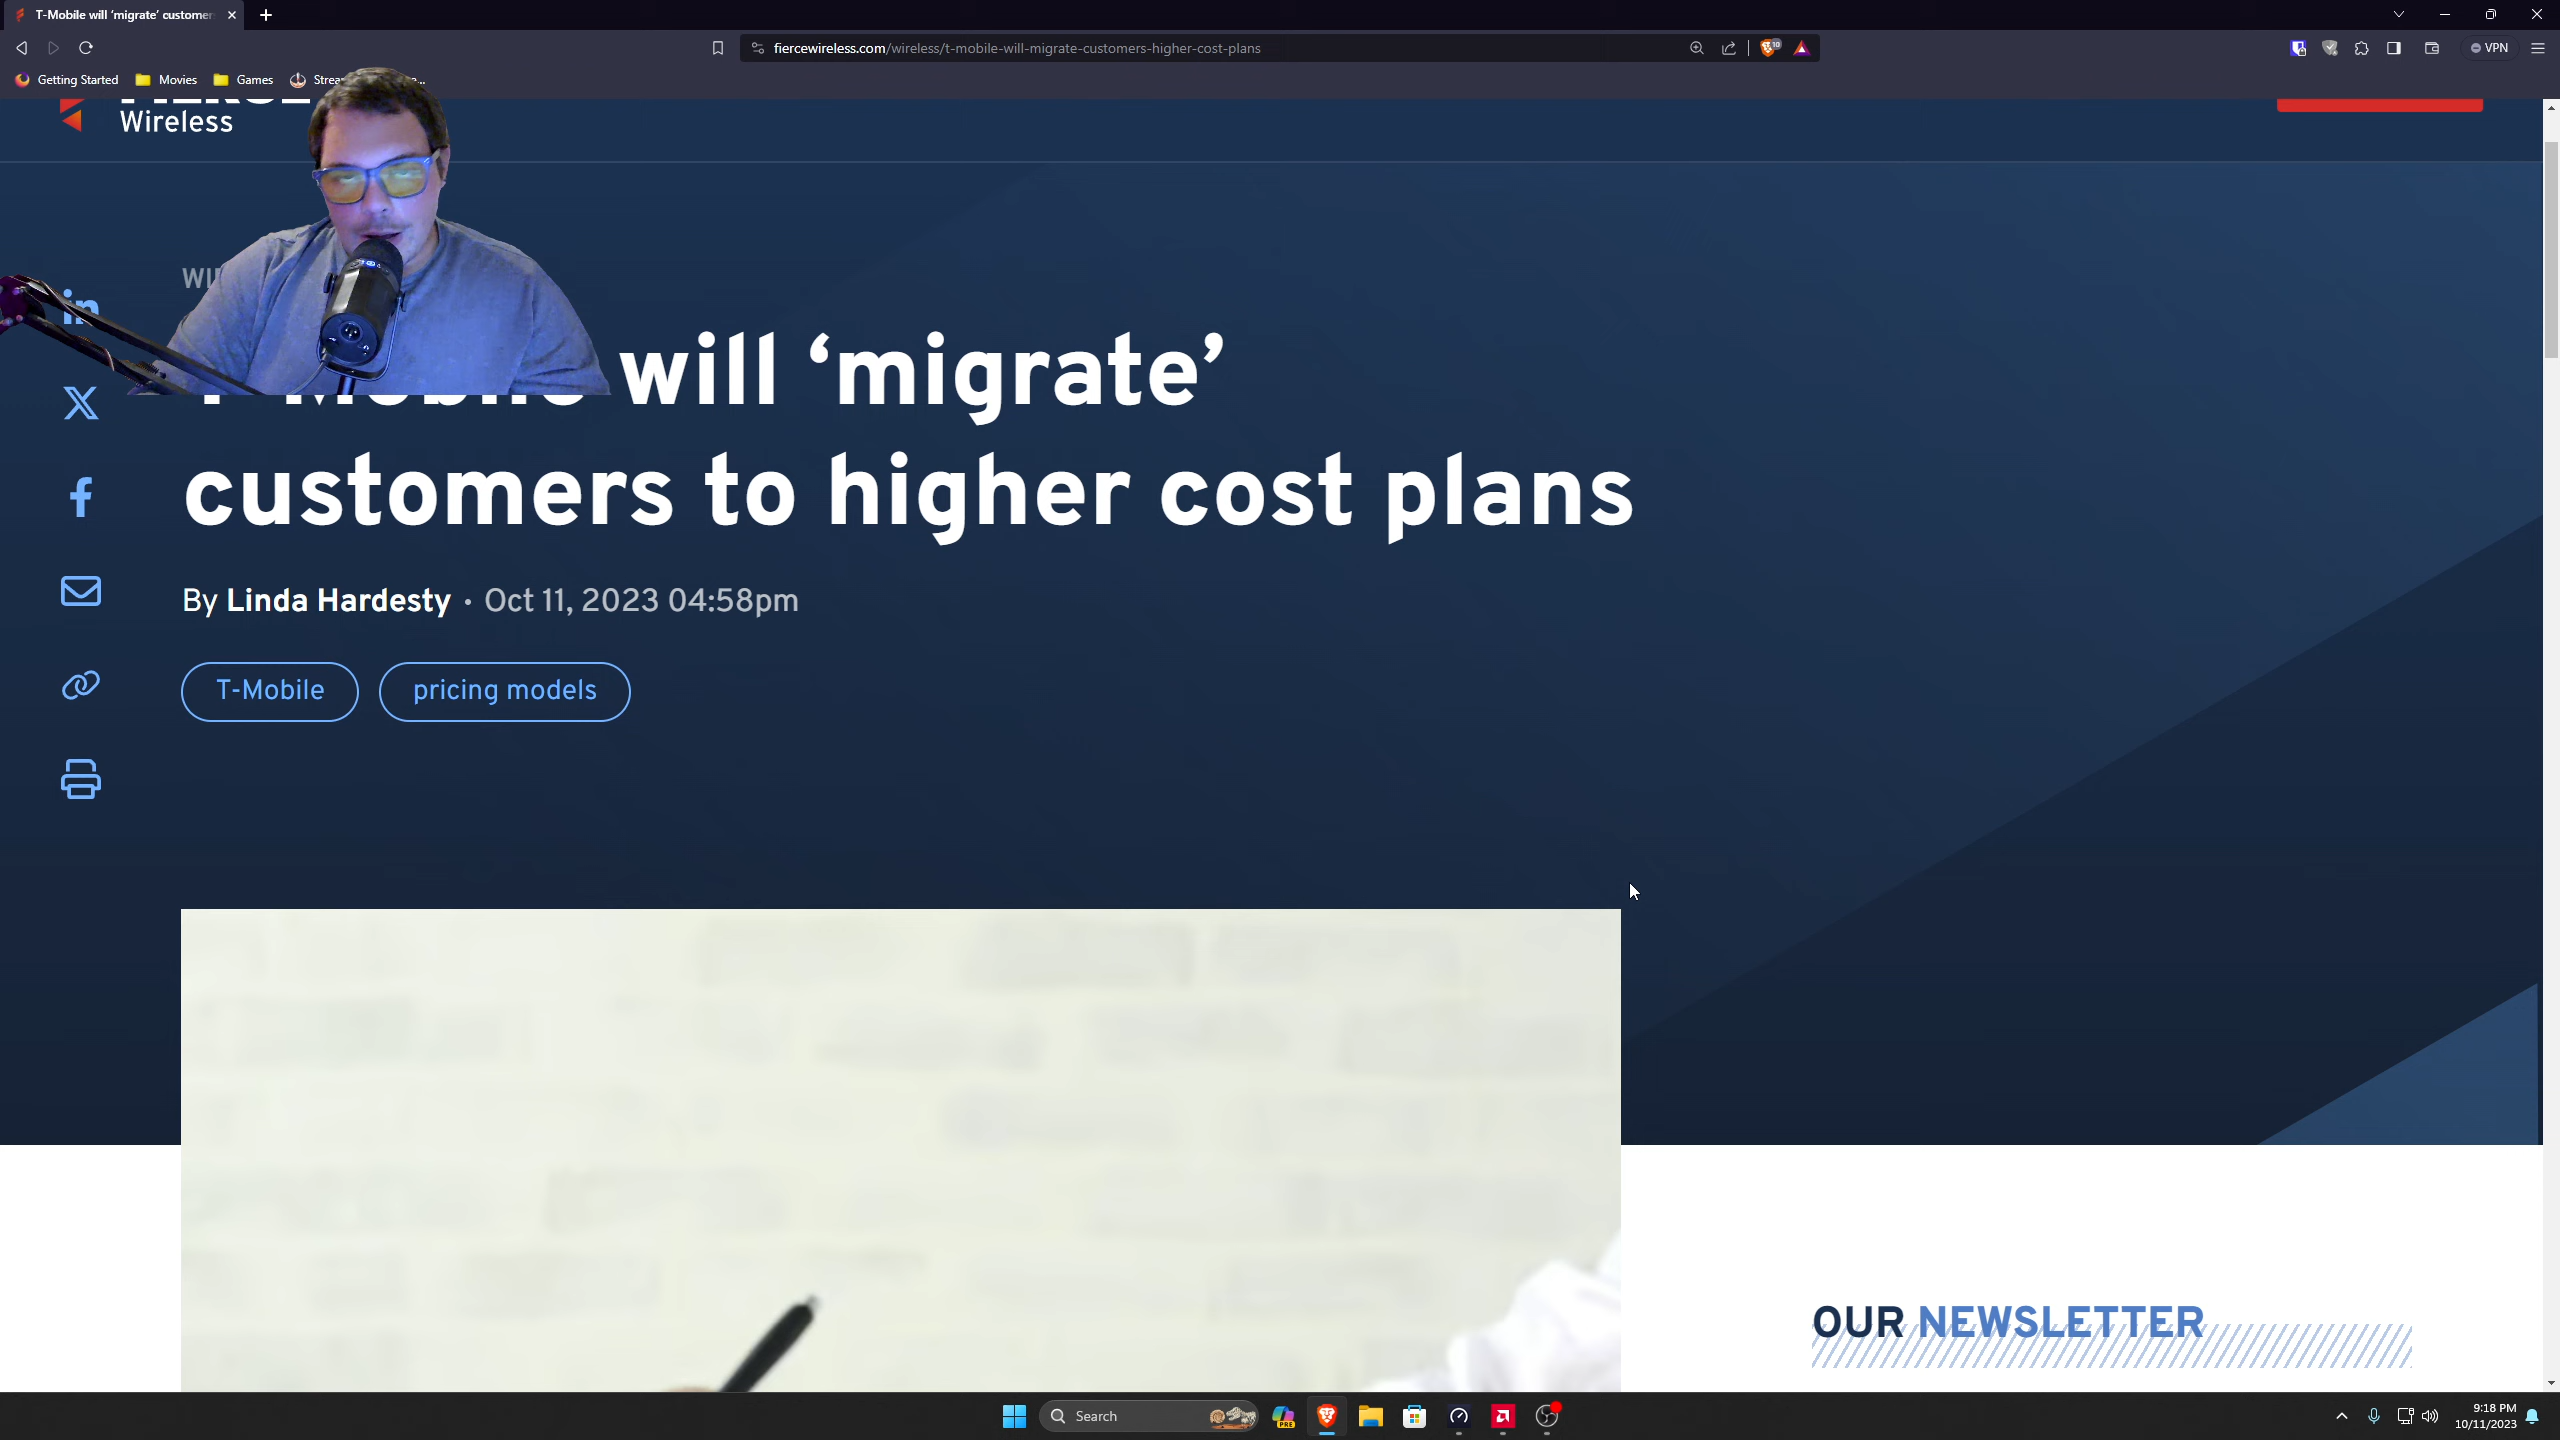 T-Mobile will ‘migrate’ customer
Getting Started
Movies
Games
fiercewireless.com/wireless/t-mobile-will-migrate-customers-higher-cost-plans
VPN
Wireless
in
will ‘migrate’
customers to higher cost plans
By Linda Hardesty · Oct 11, 2023 04:58pm
T-Mobile
pricing models
OUR NEWSLETTER
Search
PRE
9:18 PM
10/11/2023